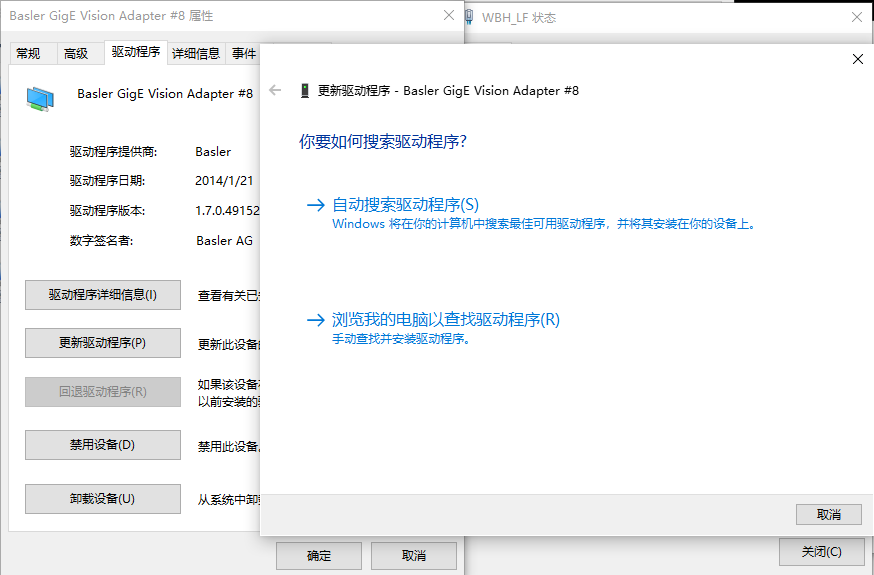 Basler GigE Vision Adapter #8 属性
WBH_LF 状态
常规 高级 驱动程序 详细信息 事件
Basler GigE Vision Adapter #8
驱动程序提供商: Basler
驱动程序日期: 2014/1/21
驱动程序版本: 1.7.0.49152
数字签名者: Basler AG
驱动程序详细信息(I) 查看有关已
更新驱动程序(P) 更新此设备
回退驱动程序(R) 如果该设备
以前安装的
禁用设备(D) 禁用此设备
卸载设备(U) 从系统中卸
确定 取消
更新驱动程序 - Basler GigE Vision Adapter #8
你要如何搜索驱动程序?
自动搜索驱动程序(S)
Windows 将在你的计算机中搜索最佳可用驱动程序，并将其安装在你的设备上。
浏览我的电脑以查找驱动程序(R)
手动查找并安装驱动程序。
取消
关闭(C)